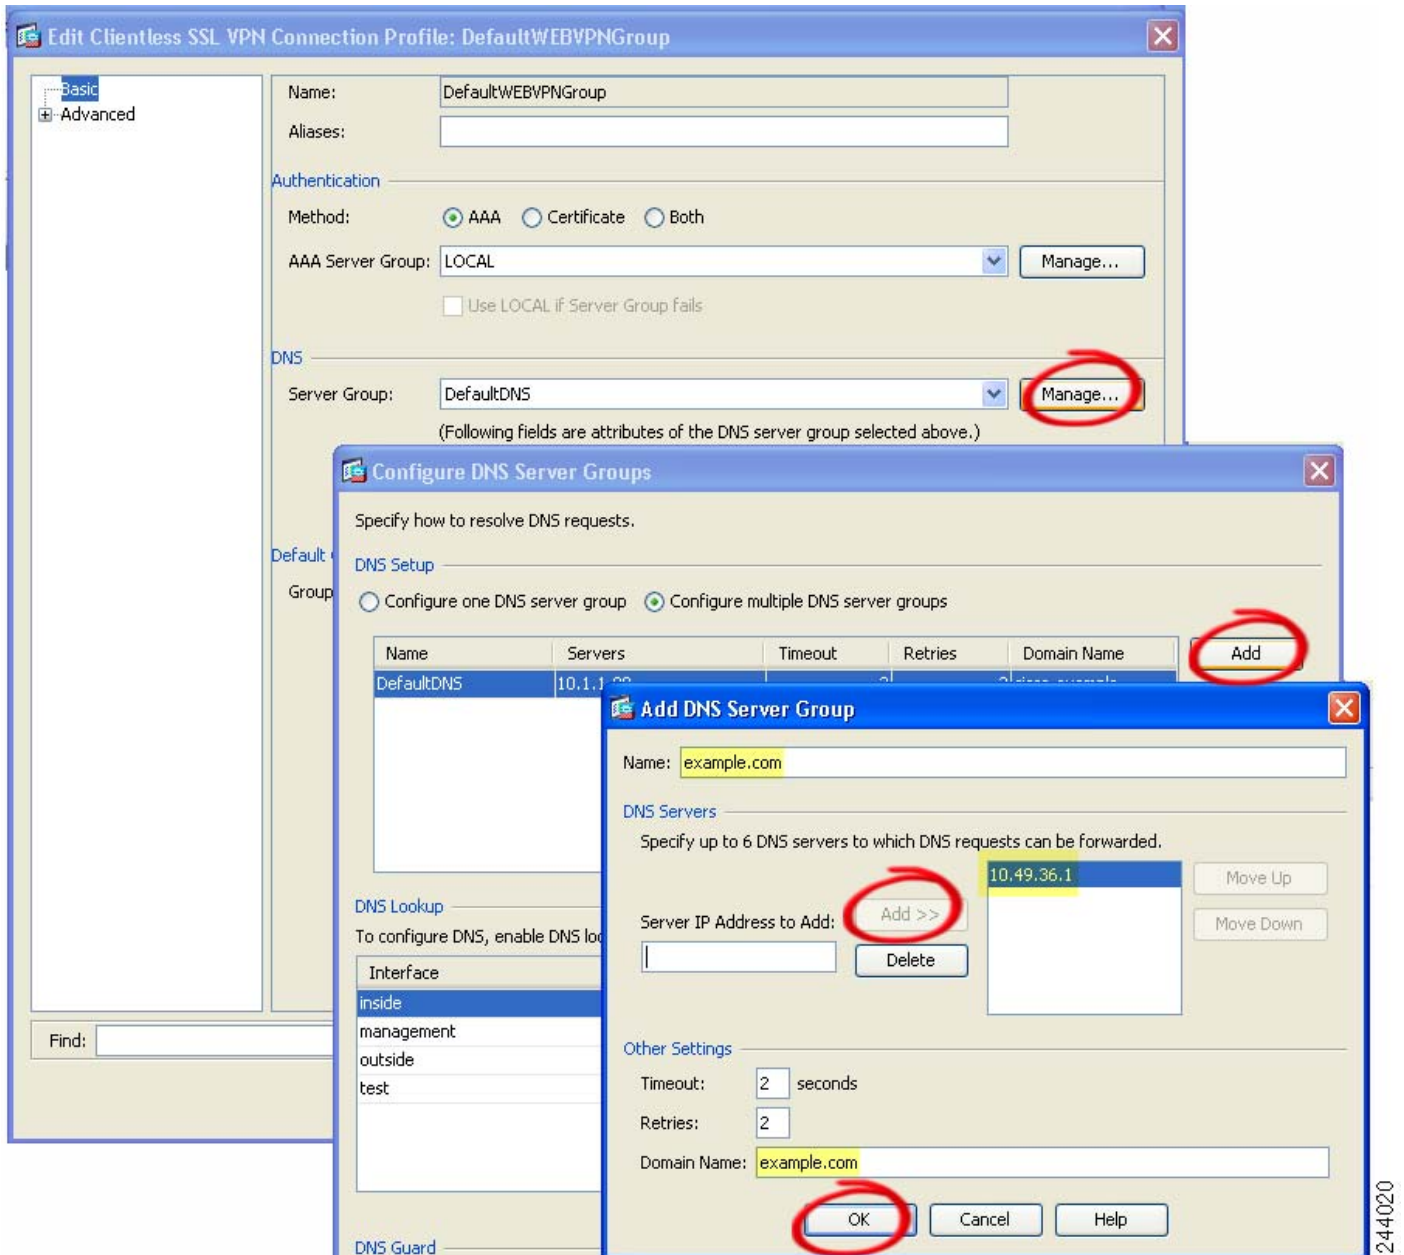 Edit Clientless SSL VPN Connection Profile: DefaultWEBVPNGroup
Basic
Advanced
Name: DefaultWEBVPNGroup
Aliases:
Authentication
Method: AAA Certificate Both
AAA Server Group: LOCAL Manage...
Use LOCAL if Server Group fails
DNS
Server Group: DefaultDNS Manage...
(Following fields are attributes of the DNS server group selected above.)
Default
Group
Find:
Configure DNS Server Groups
Specify how to resolve DNS requests.
DNS Setup
Configure one DNS server group Configure multiple DNS server groups
Name Servers Timeout Retries Domain Name Add
DefaultDNS
DNS Lookup
To configure DNS, enable DNS
Interface
inside
management
outside
test
DNS Guard
Add DNS Server Group
Name: example.com
DNS Servers
Specify up to 6 DNS servers to which DNS requests can be forwarded.
10.49.36.1 Move Up
Server IP Address to Add: Add >> Move Down
Delete
Other Settings
Timeout: 2 seconds
Retries: 2
Domain Name: example.com
OK Cancel Help
244020